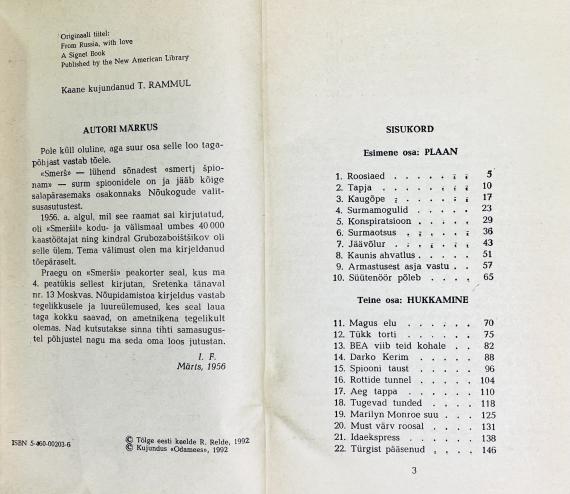 Originaali tiitel:
From Russia, with love
A Signet Book
Published by the New American Library
Kaane kujundanud T. RAMMUL
AUTORI MÄRKUS
Pole küll oluline, aga suur osa selle loo taga-
põhjast vastab tõele.
«Smerš» — lühend sõnadest «smertj špio-
nam» — surm spioonidele on ja jääb kõige
salapärasemaks osakonnaks Nõukogude valit-
susasutustest.
1956. a. algul, mil see raamat sai kirjutatud,
oli «Smeršil» kodu- ja välismaal umbes 40 000
kaastöötajat ning kindral Grubozaboištšikov oli
selle ülem. Tema välimust olen ma kirjeldanud
tõepäraselt.
Praegu on «Smerši» peakorter seal, kus ma
4. peatükis sellest kirjutan, Sretenka tänaval
nr. 13 Moskvas. Nõupidamistoa kirjeldus vastab
tegelikkusele ja luureülemused, kes seal laua
taga kokku saavad, on ametnikena tegelikult
olemas. Nad kutsutakse sinna tihti samasugus-
tel põhjustel nagu ma seda oma loos jutustan.
I. F.
Märts, 1956
ISBN 5-460-00203-6
© Tõlge eesti keelde R. Relde, 1992
© Kujundus «Odamees», 1992
SISUKORD
Esimene osa: PLAAN
1. Roosiaed . . . . . . . 5
2. Tapja . . . . . . . 10
3. Kaugõpe . . . . . . . 17
4. Surmamogulid . . . . . 23
5. Konspiratsioon . . . . . 29
6. Surmaotsus . . . . . . 36
7. Jäävõlur . . . . . . . 43
8. Kaunis ahvatlus . . . . . 51
9. Armastusest asja vastu . . 57
10. Süütenöör põleb . . . . 65
Teine osa: HUKKAMINE
11. Magus elu . . . . . . 70
12. Tükk torti . . . . . . 75
13. BEA viib teid kohale . . . 82
14. Darko Kerim . . . . . 88
15. Spiooni taust . . . . . 96
16. Rottide tunnel . . . . . 104
17. Aeg tappa . . . . . . 110
18. Tugevad tunded . . . . 118
19. Marilyn Monroe suu . . . 125
20. Must värv roosal . . . . 131
21. Idaekspress . . . . . . 138
22. Türgist pääsenud . . . . 146
3